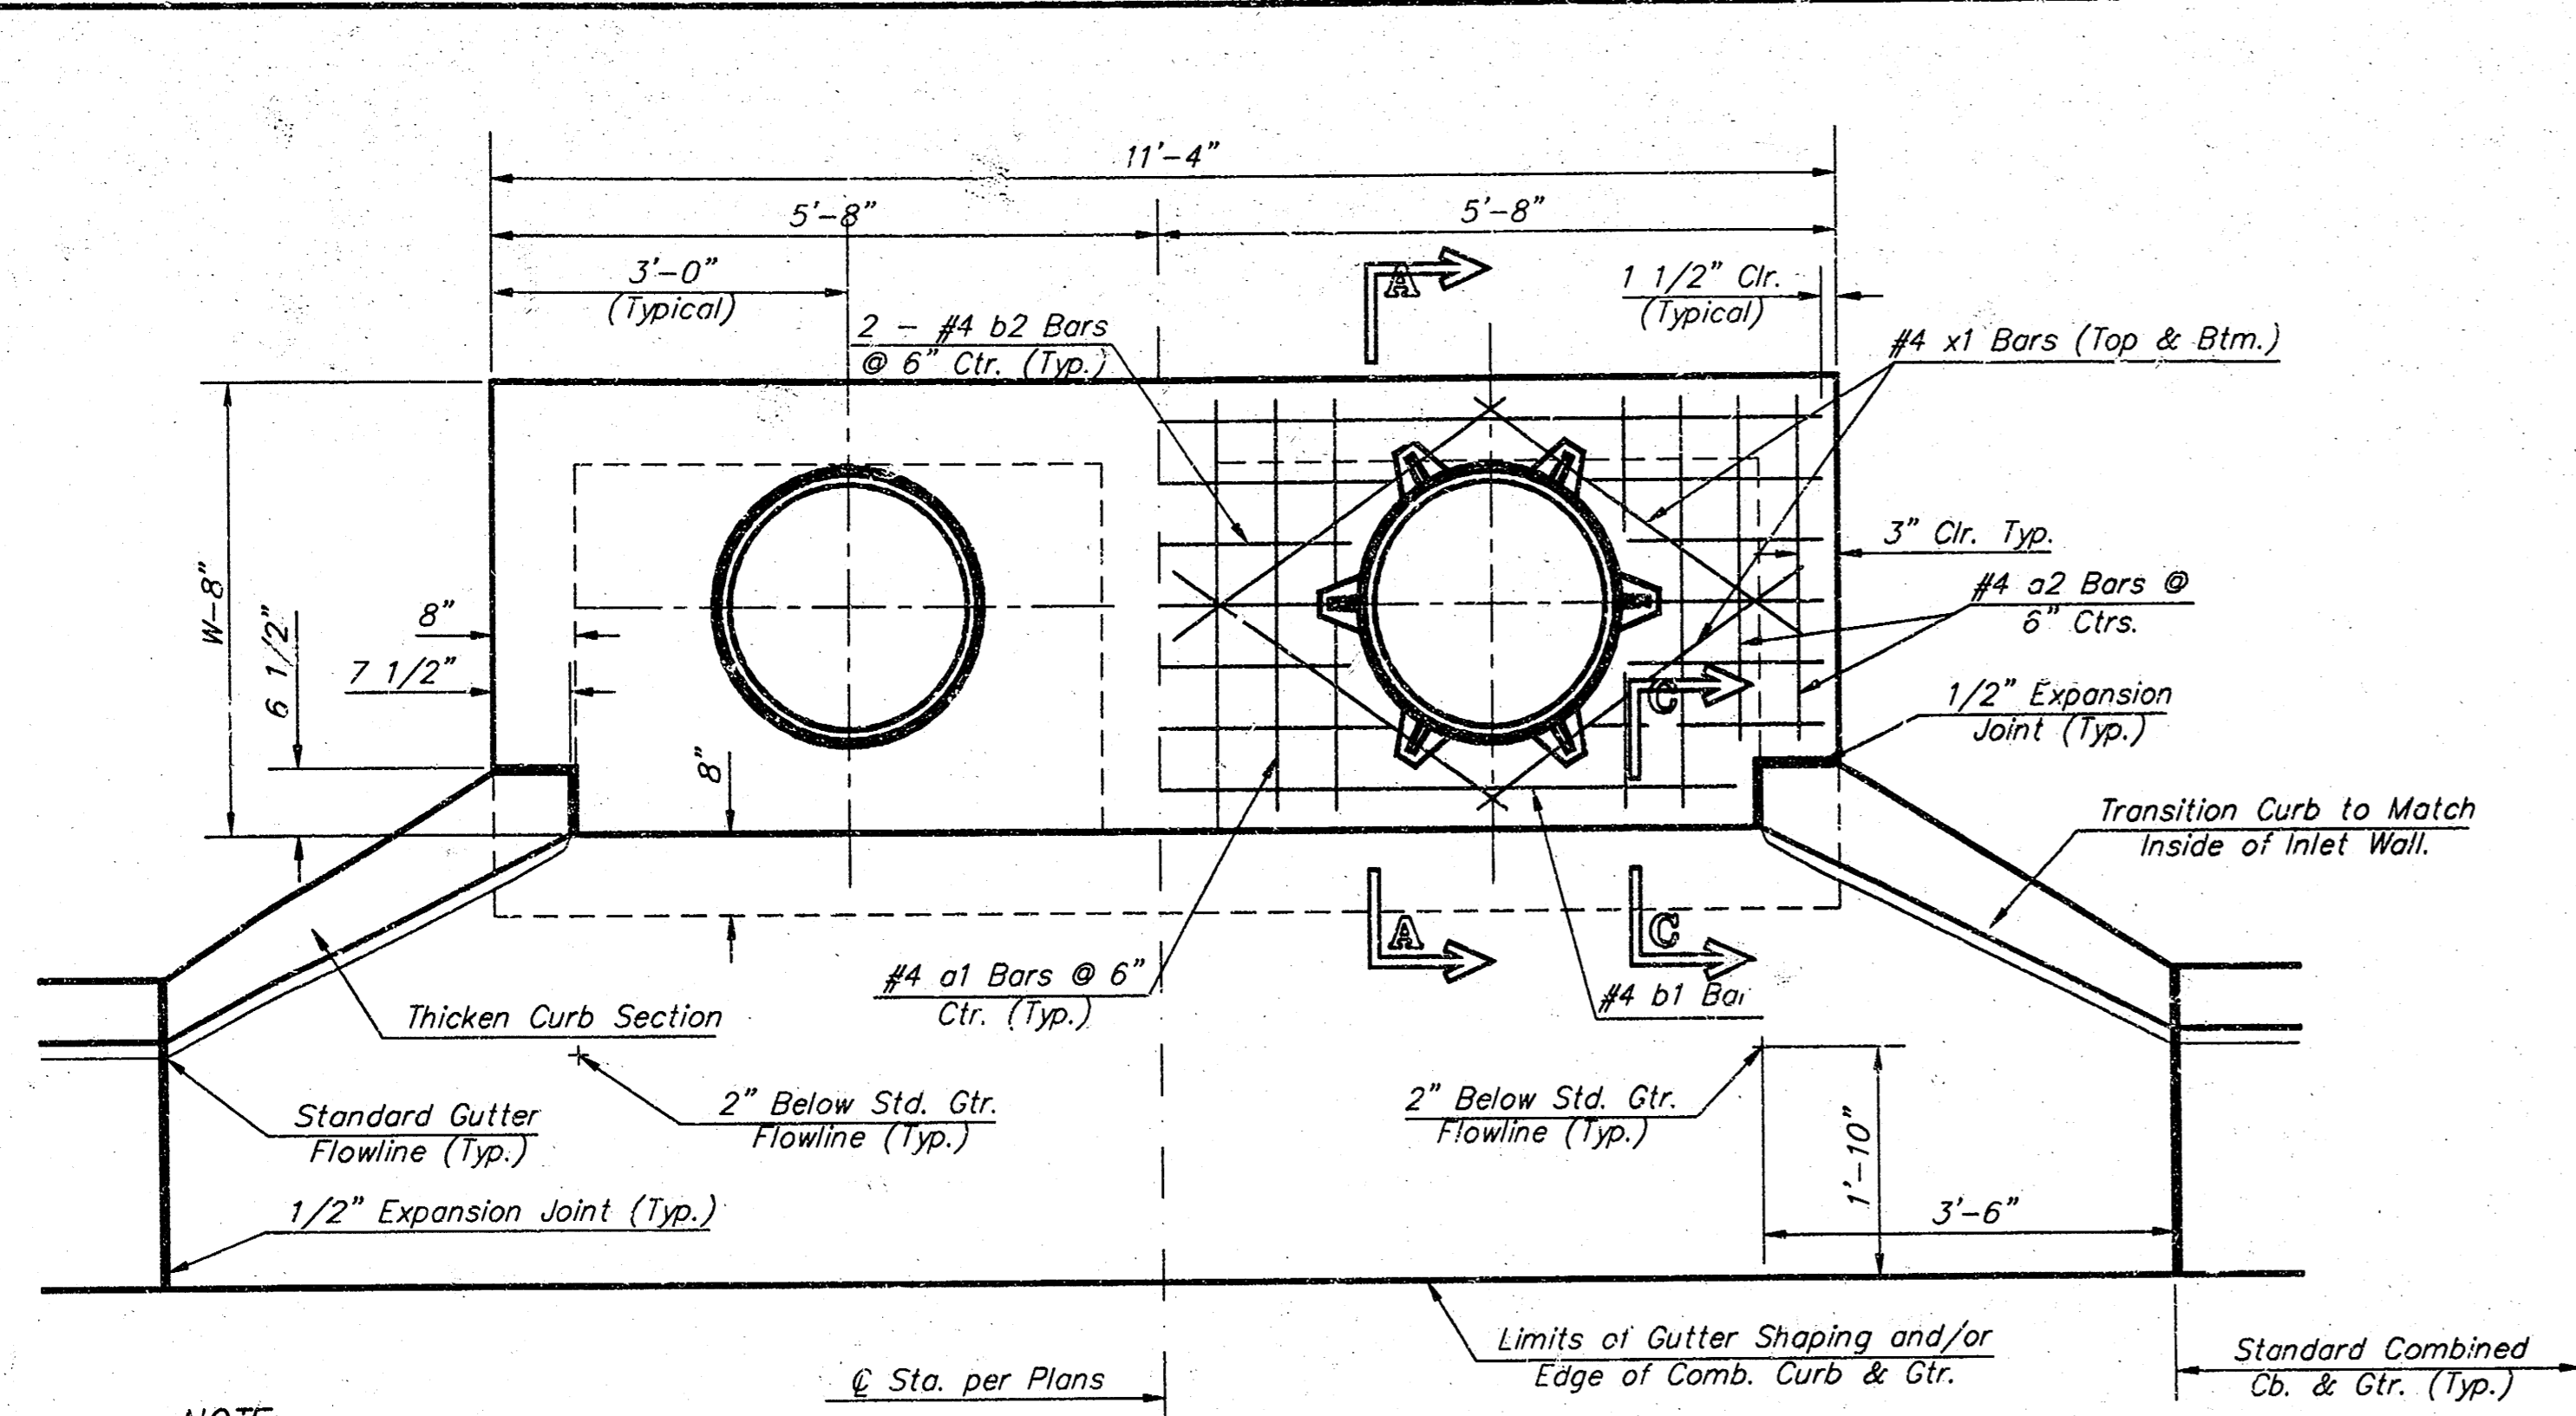 11'-4"
5'-8"
5'-8"
3'-0"
(Typical)
A
1 1/2" Clr.
(Typical)
2 - #4 b2 Bars
@ 6" Ctr. (Typ.)
#4 x1 Bars (Top & Btm.)
3" Clr. Typ.
W-8"
6 1/2"
8"
7 1/2"
8"
#4 a2 Bars @
6" Ctrs.
C
1/2" Expansion
Joint (Typ.)
Transition Curb to Match
Inside of Inlet Wall.
A
C
#4 a1 Bars @ 6"
Ctr. (Typ.)
#4 b1 Bar
Thicken Curb Section
Standard Gutter
Flowline (Typ.)
2" Below Std. Gtr.
Flowline (Typ.)
2" Below Std. Gtr.
Flowline (Typ.)
1'-10"
3'-6"
1/2" Expansion Joint (Typ.)
Limits of Gutter Shaping and/or
Edge of Comb. Curb & Gtr.
℄ Sta. per Plans
Standard Combined
Cb. & Gtr. (Typ.)
NOTE